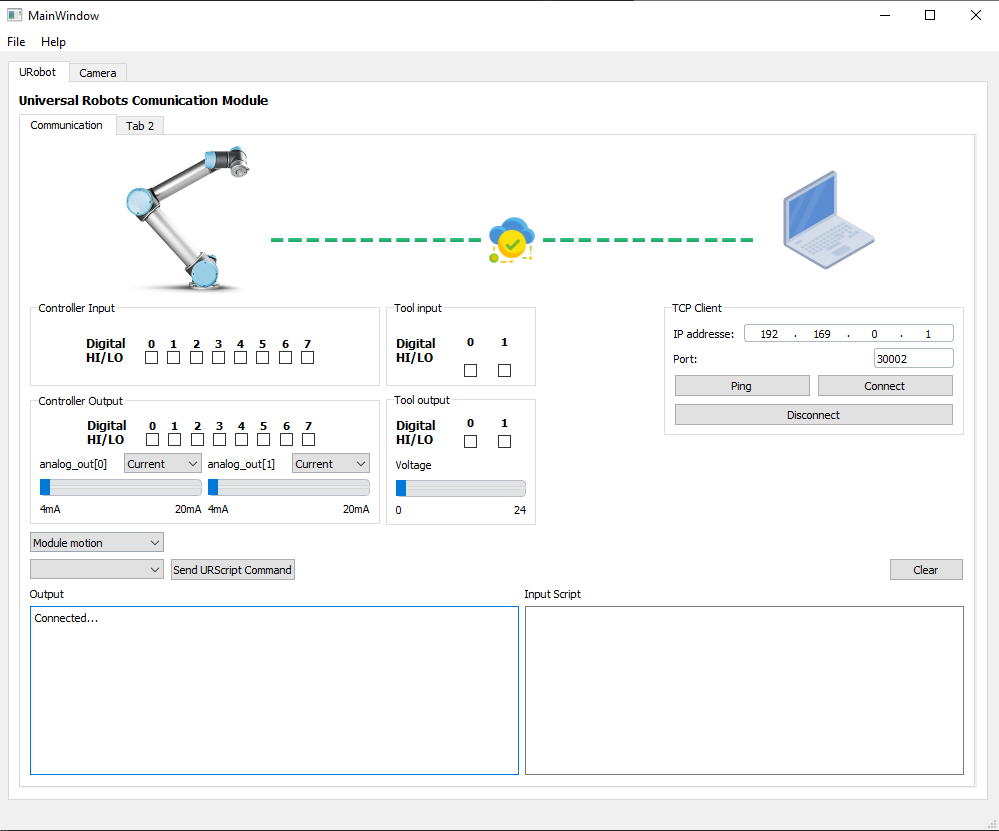 MainWindow
File Help
URobot Camera
Universal Robots Comunication Module
Communication Tab 2
Controller Input
Digital 0 1 2 3 4 5 6 7
HI/LO
Tool input
Digital 0 1
HI/LO
TCP Client
IP addresse: 192 . 169 . 0 . 1
Port: 30002
Ping Connect
Disconnect
Controller Output
Digital 0 1 2 3 4 5 6 7
HI/LO
analog_out[0] Current analog_out[1] Current
4mA 20mA 4mA 20mA
Tool output
Digital 0 1
HI/LO
Voltage
0 24
Module motion
Send URScript Command Clear
Output Input Script
Connected...